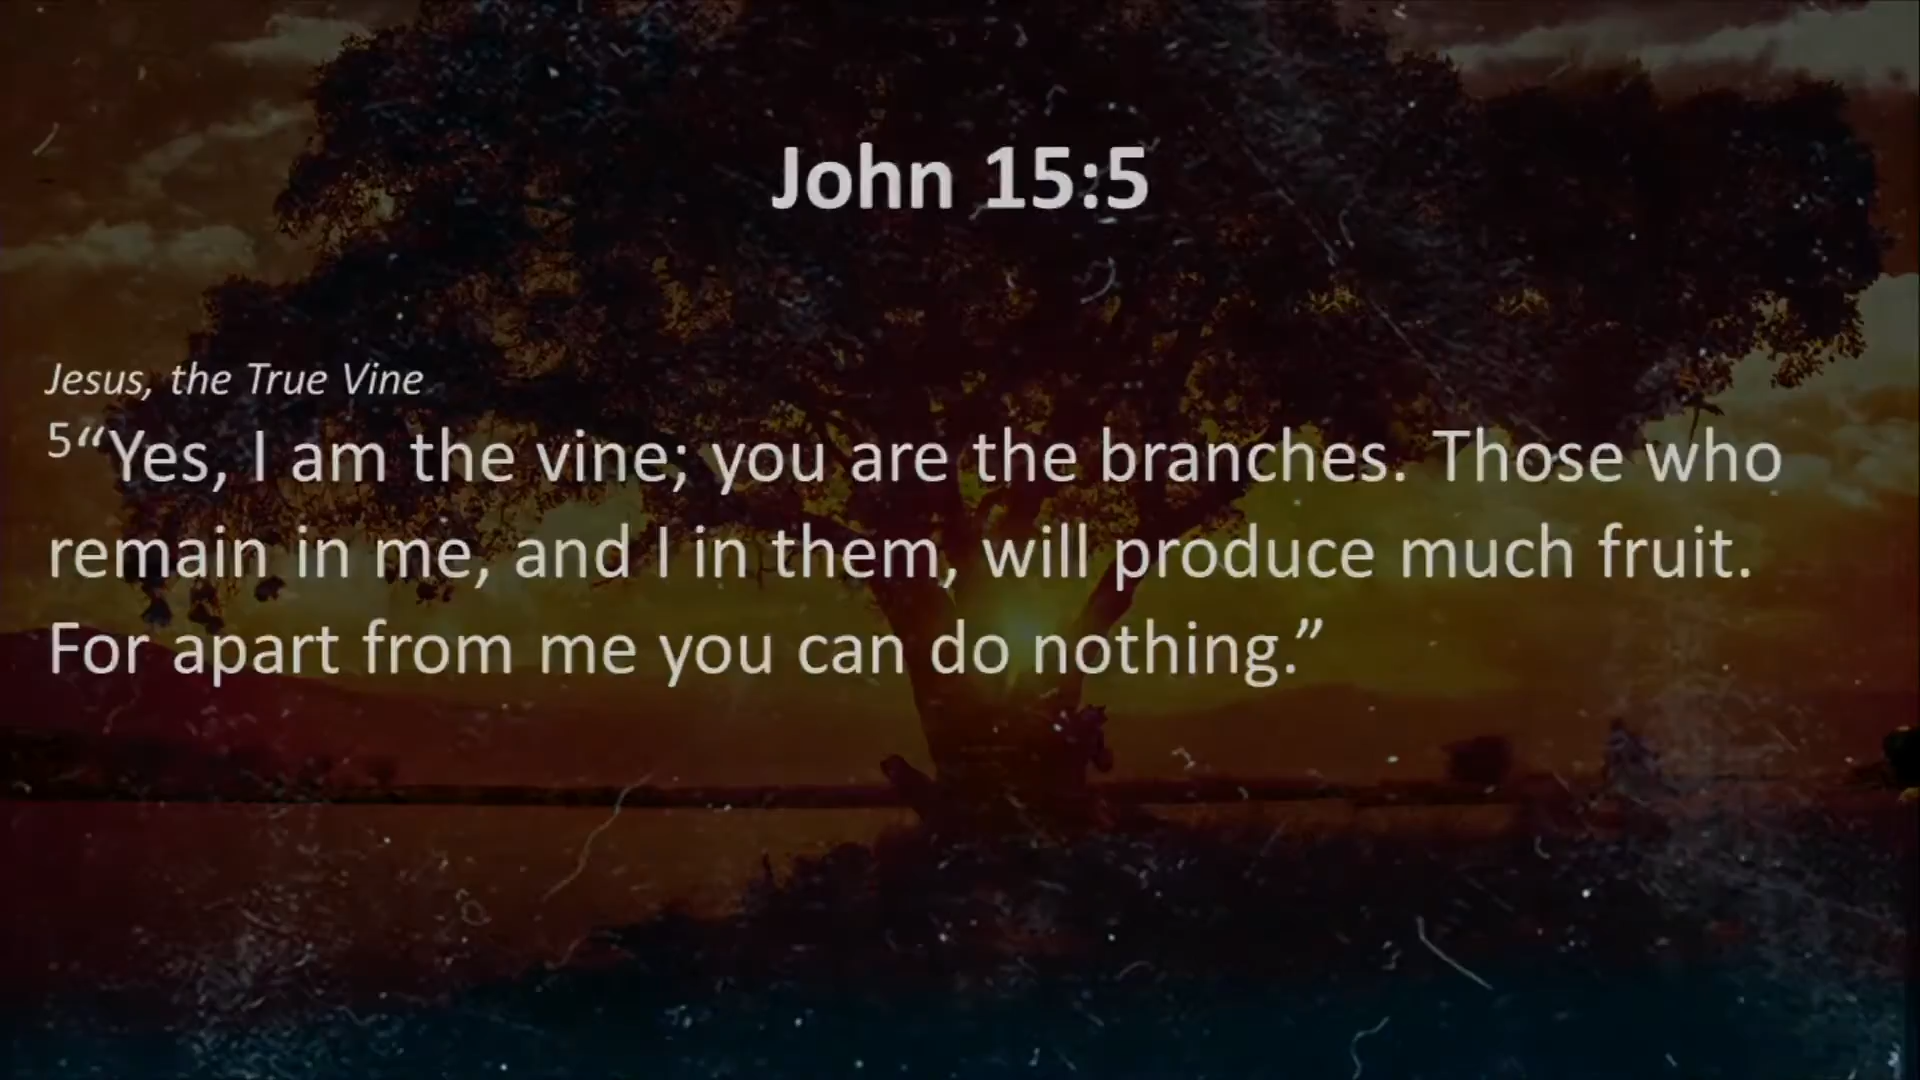 John 15:5
Jesus, the True Vine
5“Yes, I am the vine; you are the branches. Those who
remain in me, and I in them, will produce much fruit.
For apart from me you can do nothing.”